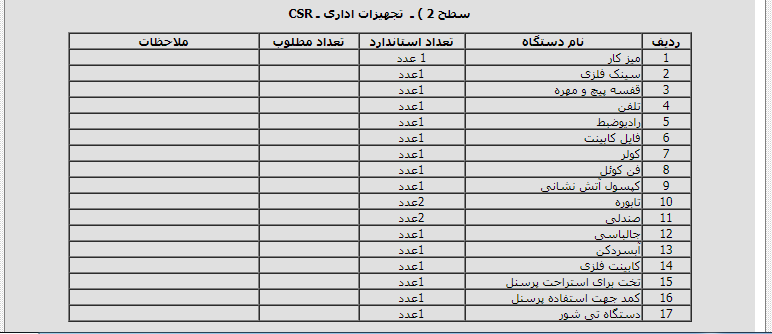 سطح 2 ) ـ تجهیزات اداری ـ CSR
ردیف نام دستگاه تعداد استاندارد تعداد مطلوب ملاحظات
1 میز کار 1 عدد
2 سینک فلزی 1عدد
3 قفسه پیچ و مهره 1عدد
4 تلفن 1عدد
5 رادیوضبط 1عدد
6 فایل کابینت 1عدد
7 کولر 1عدد
8 فن کوئل 1عدد
9 کپسول آتش نشانی 1عدد
10 تابوره 2عدد
11 صندلی 2عدد
12 جالباسی 1عدد
13 آبسردکن 1عدد
14 کابینت فلزی 1عدد
15 تخت برای استراحت پرسنل 1عدد
16 کمد جهت استفاده پرسنل 1عدد
17 دستگاه تی شور 1عدد